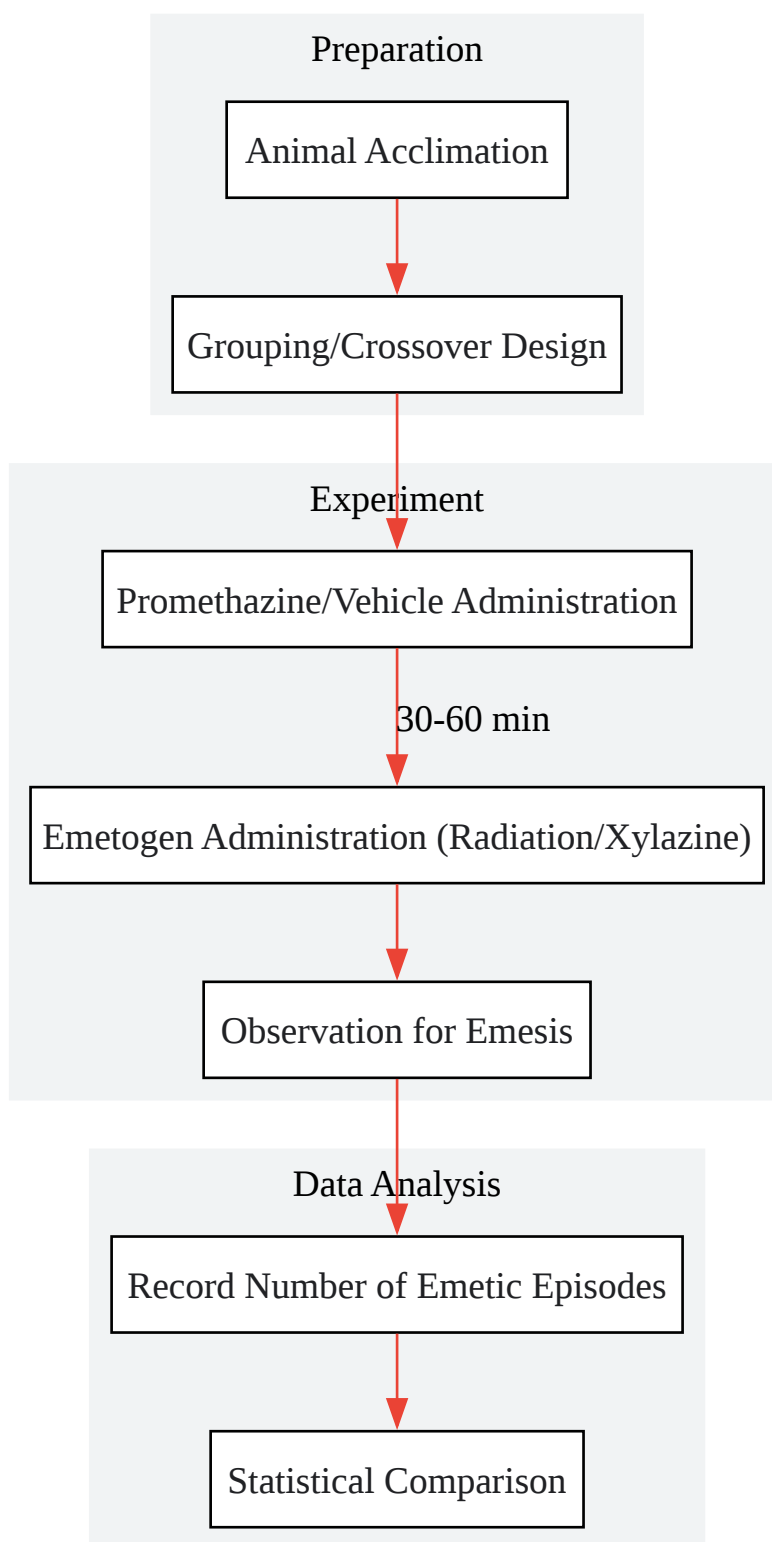 Preparation
Animal Acclimation
Grouping/Crossover Design
Experiment
Promethazine/Vehicle Administration
30-60 min
Emetogen Administration (Radiation/Xylazine)
Observation for Emesis
Data Analysis
Record Number of Emetic Episodes
Statistical Comparison